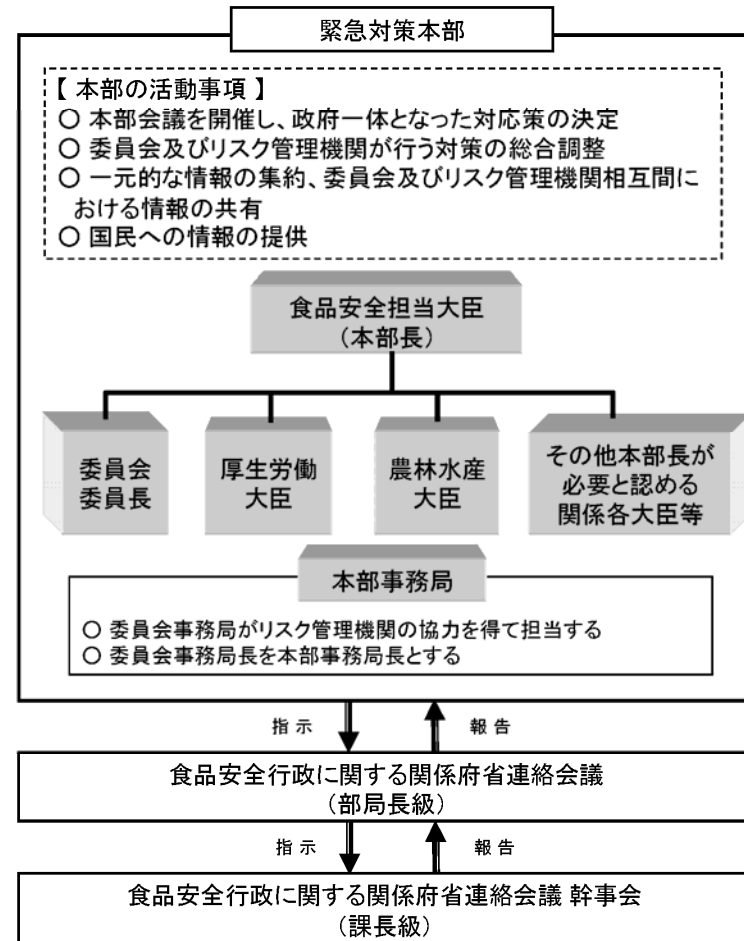 緊急対策本部
【 本部の活動事項 】
○ 本部会議を開催し、政府一体となった対応策の決定
○ 委員会及びリスク管理機関が行う対策の総合調整
○ 一元的な情報の集約、委員会及びリスク管理機関相互間に
おける情報の共有
○ 国民への情報の提供
食品安全担当大臣
（本部長）
委員会
委員長
厚生労働
大臣
農林水産
大臣
その他本部長が
必要と認める
関係各大臣等
本部事務局
○ 委員会事務局がリスク管理機関の協力を得て担当する
○ 委員会事務局長を本部事務局長とする
指 示
報 告
食品安全行政に関する関係府省連絡会議
（部局長級）
指 示
報 告
食品安全行政に関する関係府省連絡会議 幹事会
（課長級）